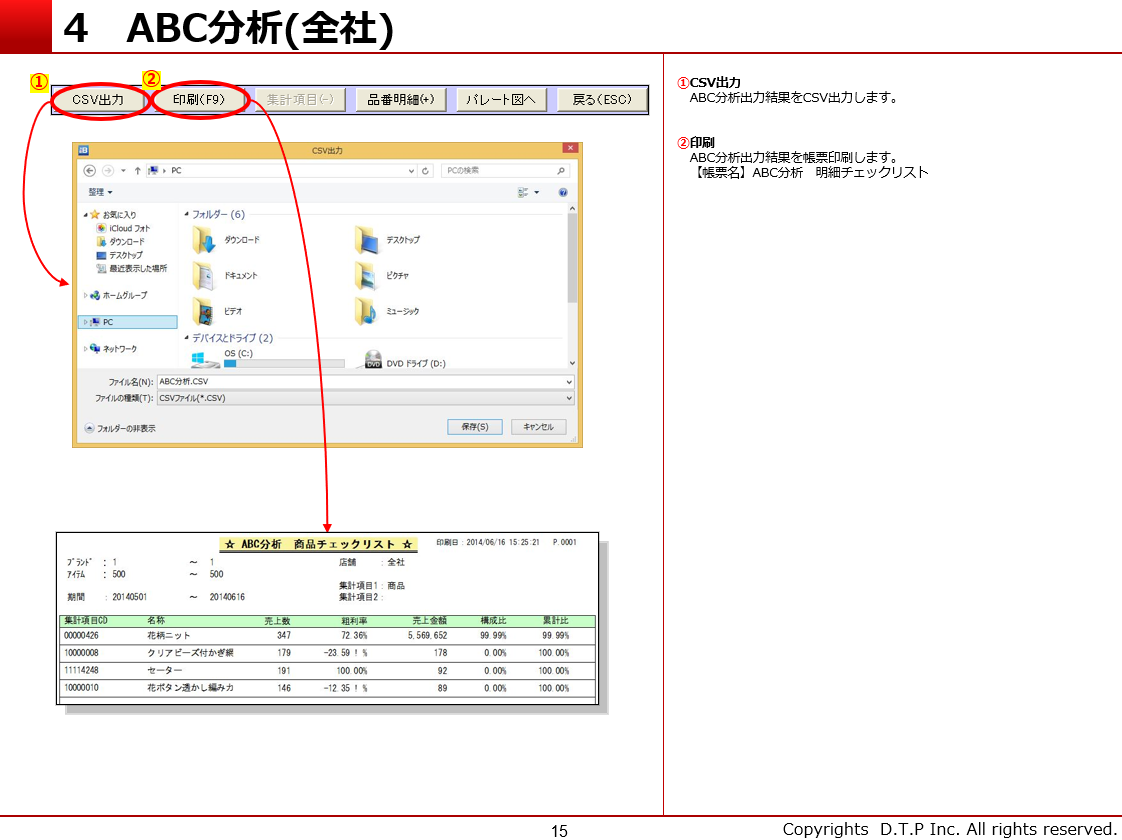 4 ABC分析(全社)
① ②
CSV出力 印刷(F9) 集計項目(-) 品番明細(+) パレート図へ 戻る(ESC)
①CSV出力
ABC分析出力結果をCSV出力します。
②印刷
ABC分析出力結果を帳票印刷します。
【帳票名】ABC分析 明細チェックリスト
CSV出力
PC PCの検索
整理
お気に入り
iCloud フォト
ダウンロード
デスクトップ
最近表示した場所
ホームグループ
PC
ネットワーク
フォルダー (6)
ダウンロード デスクトップ
ドキュメント ピクチャ
ビデオ ミュージック
デバイスとドライブ (2)
OS (C:) DVD ドライブ (D:)
DVD
ファイル名(N): ABC分析.CSV
ファイルの種類(T): CSVファイル(*.CSV)
フォルダーの非表示 保存(S) キャンセル
☆ ABC分析 商品チェックリスト ☆ 印刷日 : 2014/06/16 15:25:21 P.0001
ブランド : 1 ~ 1 店舗 : 全社
アイテム : 500 ~ 500
集計項目1 : 商品
期間 : 20140501 ~ 20140616 集計項目2 :
集計項目CD 名称 売上数 粗利率 売上金額 構成比 累計比
00000426 花柄ニット 347 72.36% 5,569,652 99.99% 99.99%
10000008 クリアビーズ付かぎ編 179 -23.59 ! % 178 0.00% 100.00%
11114248 セーター 191 100.00% 92 0.00% 100.00%
10000010 花ボタン透かし編みカ 146 -12.35 ! % 89 0.00% 100.00%
15
Copyrights D.T.P Inc. All rights reserved.